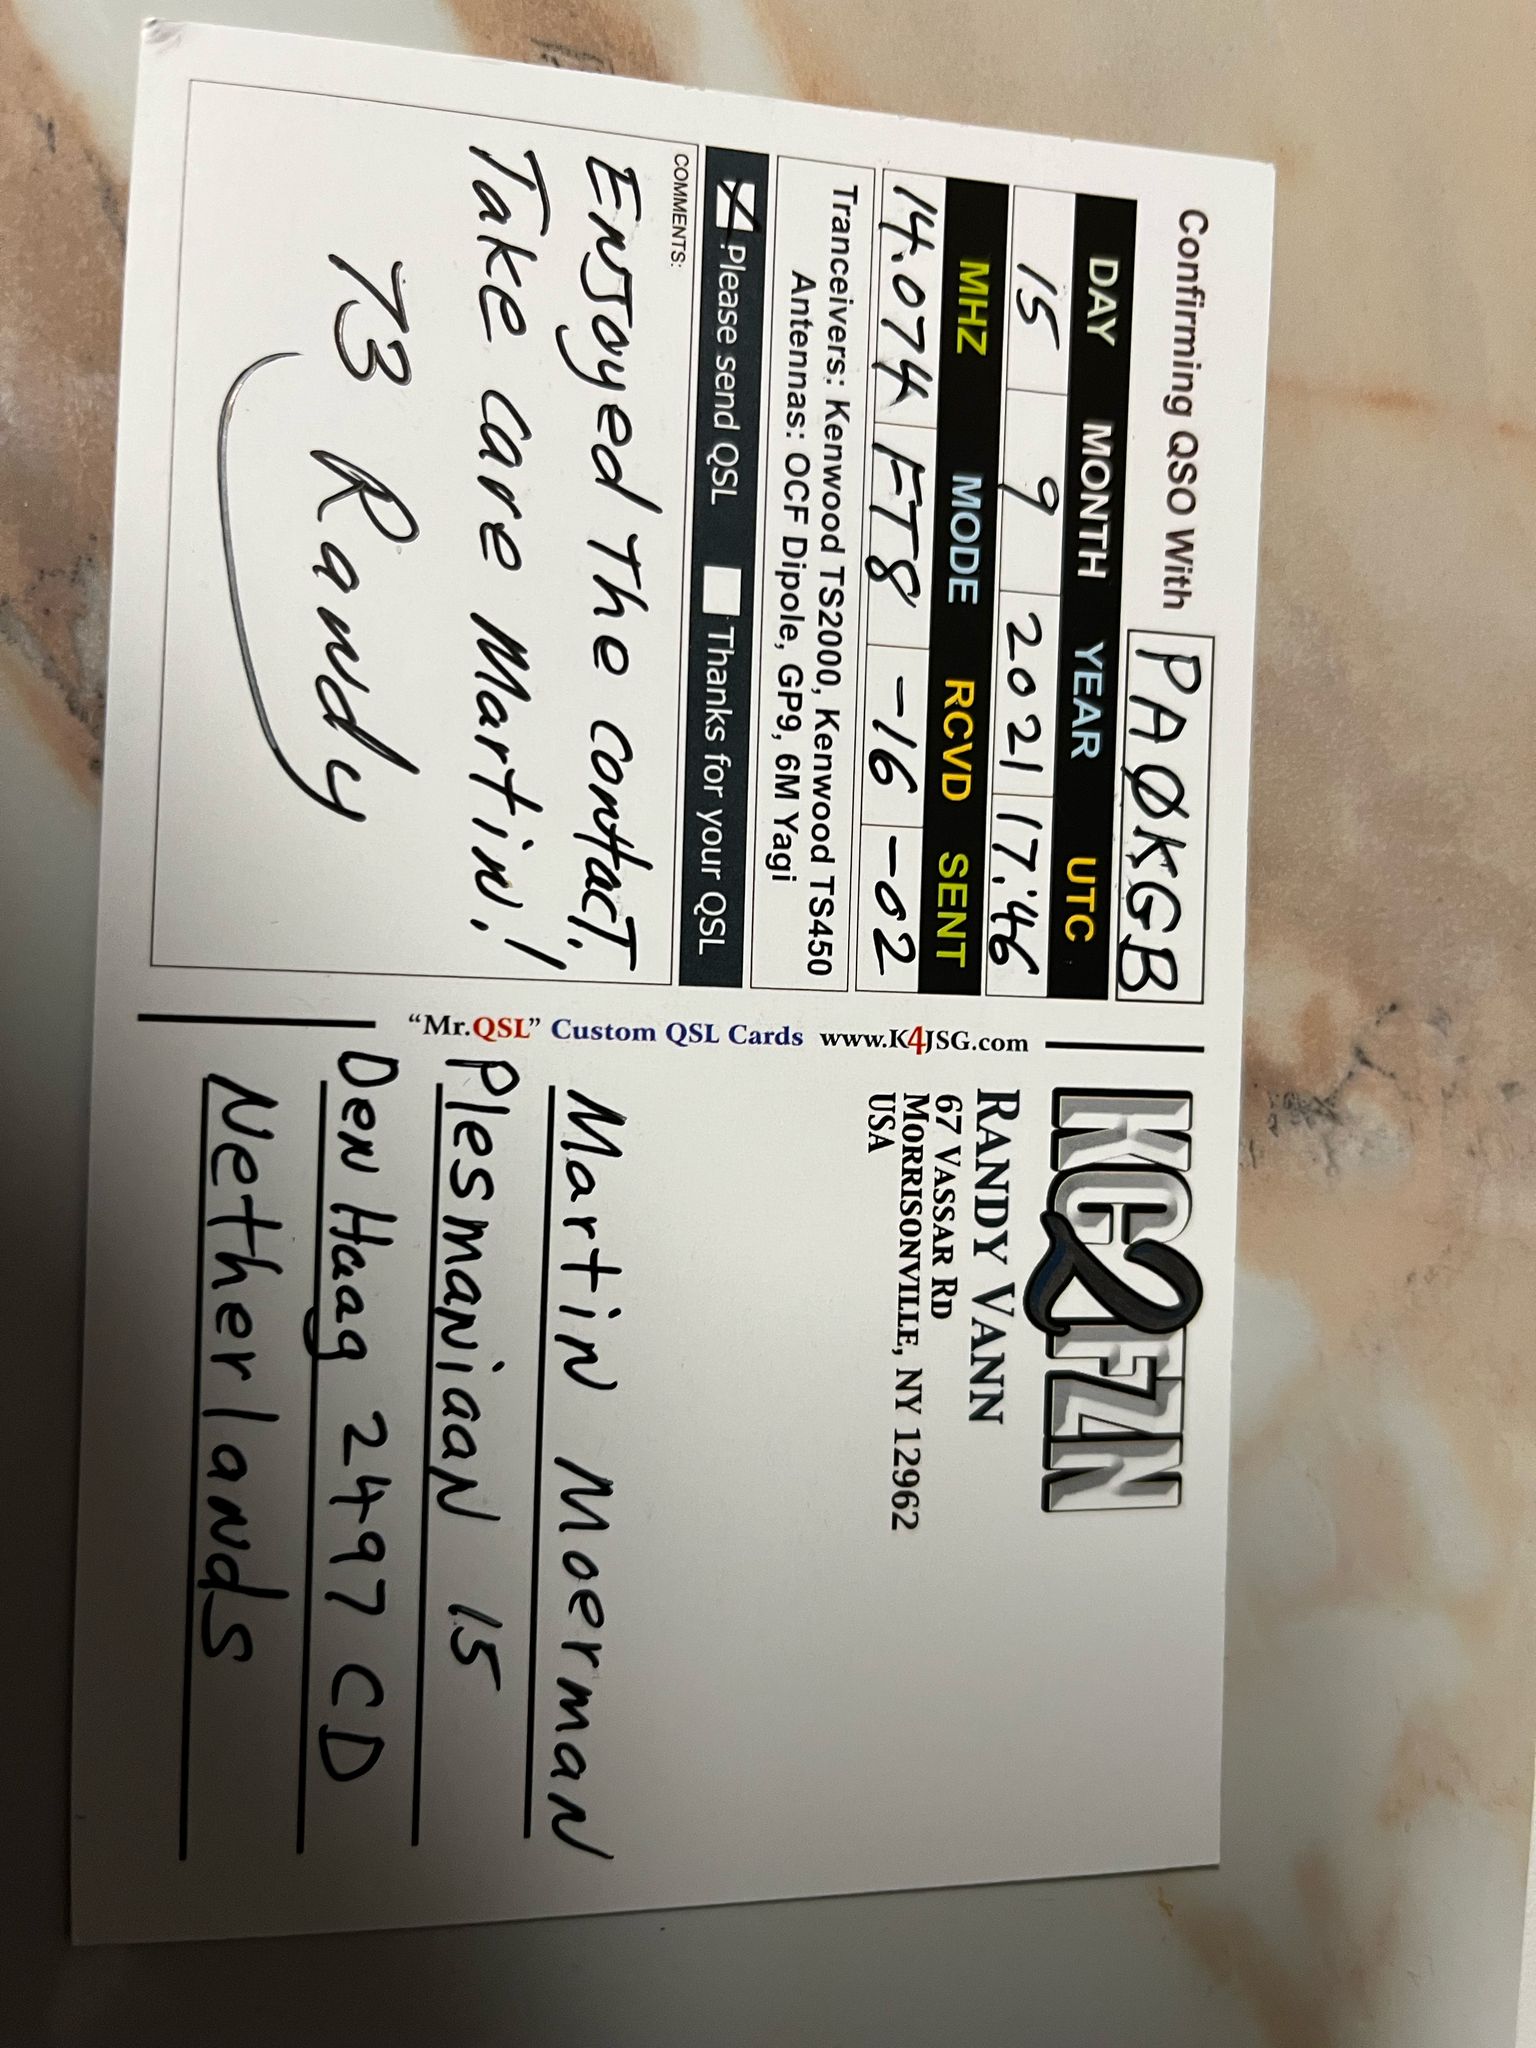 Confirming QSO With PAØKGB
DAY MONTH YEAR UTC
15 9 2021 17:46
MHZ MODE RCVD SENT
14.074 FT8 -16 -02
Tranceivers: Kenwood TS2000, Kenwood TS450
Antennas: OCF Dipole, GP9, 6M Yagi
Please send QSL Thanks for your QSL
COMMENTS:
Enjoyed The contact,
Take care Martin!
73 Randy
"Mr.QSL" Custom QSL Cards www.K4JSG.com
KC2FZN
RANDY VANN
67 VASSAR RD
MORRISONVILLE, NY 12962
USA
Martin Moerman
Plesmaniaan 15
Den Haag 2497 CD
Netherlands